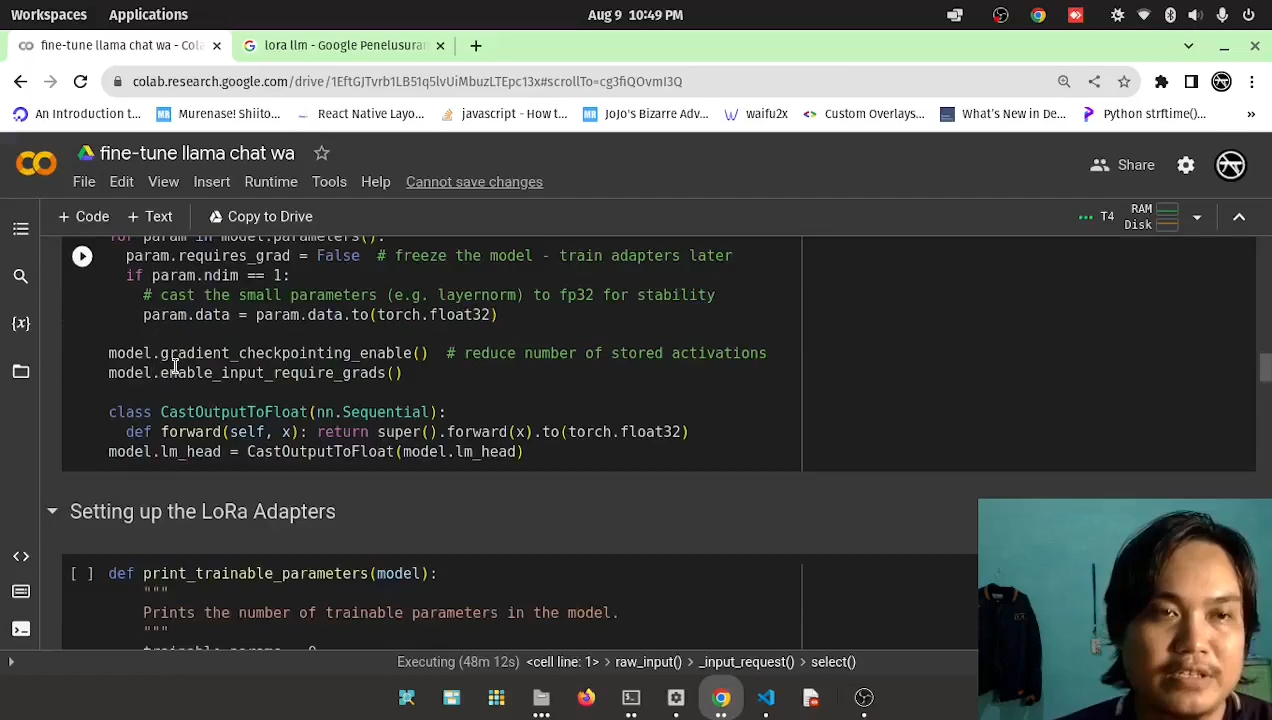 Workspaces Applications Aug 9 10:49 PM
fine-tune llama chat wa - Cola lora llm - Google Penelusuran
colab.research.google.com/drive/1EftGJTvrb1LB51q5lvUiMbuzLTEpc13x#scrollTo=cg3fiQOvmI3Q
An Introduction t... Murenase! Shiito... React Native Layo... javascript - How t... JoJo's Bizarre Adv... waifu2x Custom Overlays... What's New in De... Python strftime()... »
fine-tune llama chat wa
File Edit View Insert Runtime Tools Help Cannot save changes
Share
+ Code + Text Copy to Drive
T4 RAM
Disk
for param in model.parameters():
param.requires_grad = False # freeze the model - train adapters later
if param.ndim == 1:
# cast the small parameters (e.g. layernorm) to fp32 for stability
param.data = param.data.to(torch.float32)
model.gradient_checkpointing_enable() # reduce number of stored activations
model.enable_input_require_grads()
class CastOutputToFloat(nn.Sequential):
def forward(self, x): return super().forward(x).to(torch.float32)
model.lm_head = CastOutputToFloat(model.lm_head)
Setting up the LoRa Adapters
[ ] def print_trainable_parameters(model):
"""
Prints the number of trainable parameters in the model.
"""
Executing (48m 12s) <cell line: 1> raw_input() _input_request() select()